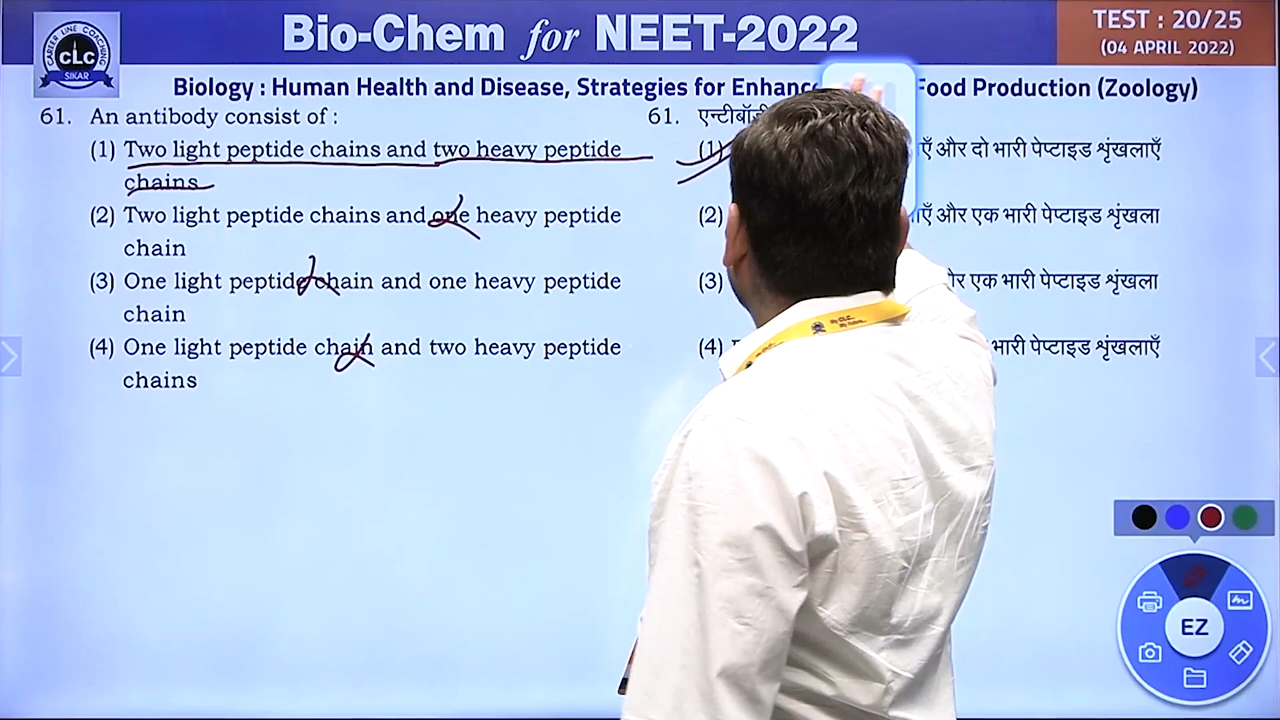 CAREER LINE COACHING
CLC
SIKAR
Bio-Chem for NEET-2022
TEST : 20/25
(04 APRIL 2022)
Biology : Human Health and Disease, Strategies for Food Production (Zoology)
61. An antibody consist of :
(1) Two light peptide chains and two heavy peptide
chains
(2) Two light peptide chains and one heavy peptide
chain
(3) One light peptide chain and one heavy peptide
chain
(4) One light peptide chain and two heavy peptide
chains
61.
(1) और दो भारी पेप्टाइड शृंखलाएँ
(2) और एक भारी पेप्टाइड शृंखला
(3) एक भारी पेप्टाइड शृंखला
(4) भारी पेप्टाइड शृंखलाएँ
My CLC..
EZ